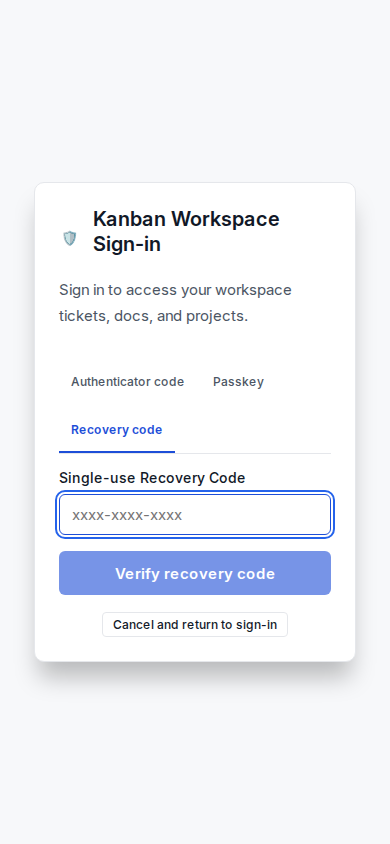 Kanban Workspace
Sign-in
Sign in to access your workspace
tickets, docs, and projects.
Authenticator code
Passkey
Recovery code
Single-use Recovery Code
xxxx-xxxx-xxxx
Verify recovery code
Cancel and return to sign-in